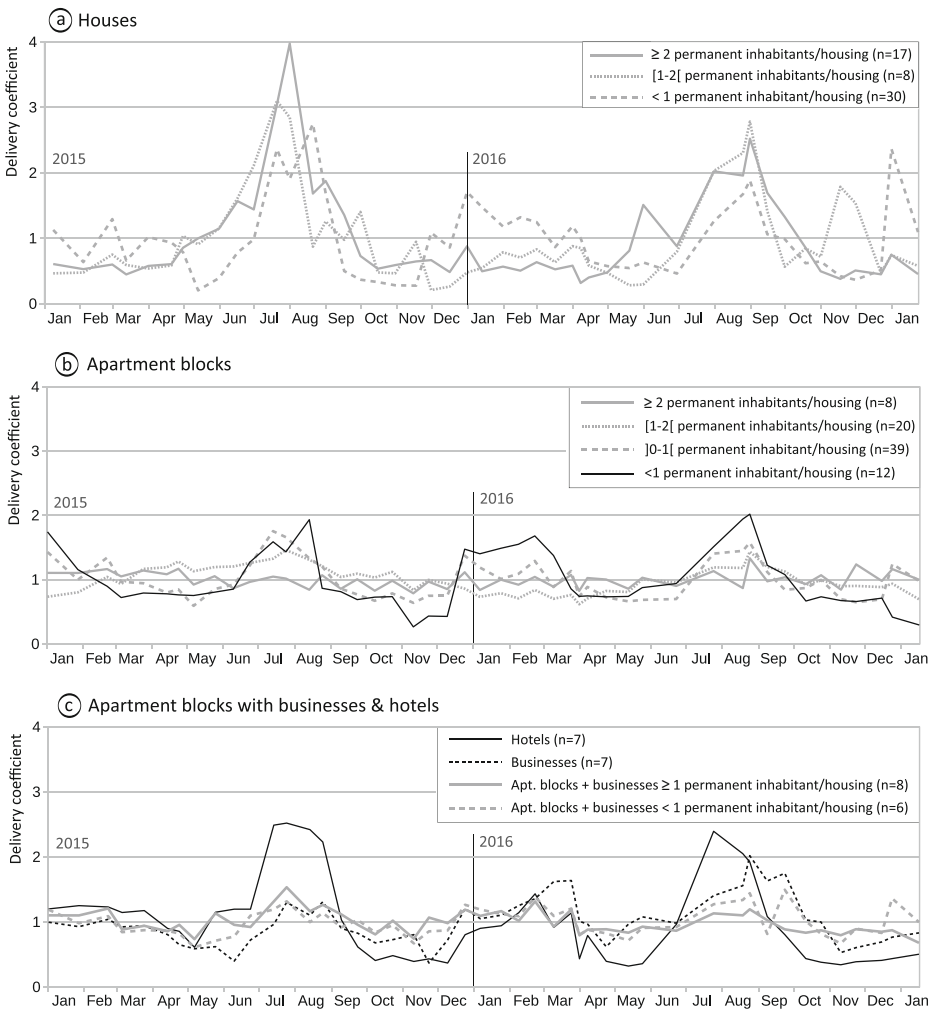 a Houses
Delivery coefficient
4
3
2
1
0
2015
2016
≥ 2 permanent inhabitants/housing (n=17)
[1-2[ permanent inhabitants/housing (n=8)
< 1 permanent inhabitant/housing (n=30)
Jan Feb Mar Apr May Jun Jul Aug Sep Oct Nov Dec Jan Feb Mar Apr May Jun Jul Aug Sep Oct Nov Dec Jan
b Apartment blocks
Delivery coefficient
4
3
2
1
0
2015
2016
≥ 2 permanent inhabitants/housing (n=8)
[1-2[ permanent inhabitants/housing (n=20)
]0-1[ permanent inhabitant/housing (n=39)
<1 permanent inhabitant/housing (n=12)
Jan Feb Mar Apr May Jun Jul Aug Sep Oct Nov Dec Jan Feb Mar Apr May Jun Jul Aug Sep Oct Nov Dec Jan
c Apartment blocks with businesses & hotels
Delivery coefficient
4
3
2
1
0
2015
2016
Hotels (n=7)
Businesses (n=7)
Apt. blocks + businesses ≥ 1 permanent inhabitant/housing (n=8)
Apt. blocks + businesses < 1 permanent inhabitant/housing (n=6)
Jan Feb Mar Apr May Jun Jul Aug Sep Oct Nov Dec Jan Feb Mar Apr May Jun Jul Aug Sep Oct Nov Dec Jan